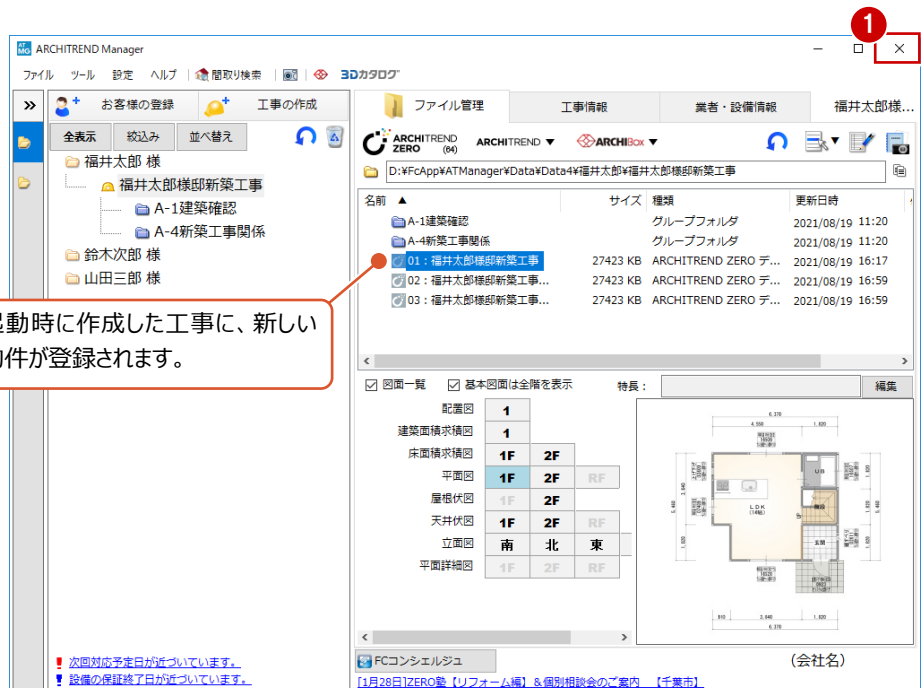 1
ARCHITREND Manager
ファイル ツール 設定 ヘルプ 間取り検索 3Dカタログ
お客様の登録 工事の作成
ファイル管理 工事情報 業者・設備情報 福井太郎様...
全表示 絞込み 並べ替え
ARCHITREND ZERO (64) ARCHITREND ▼ ARCHIBox ▼
D:¥FcApp¥ATManager¥Data¥Data4¥福井太郎¥福井太郎様邸新築工事
福井太郎 様
福井太郎様邸新築工事
A-1建築確認
A-4新築工事関係
鈴木次郎 様
山田三郎 様
名前 ▲ サイズ 種類 更新日時
A-1建築確認 グループフォルダ 2021/08/19 11:20
A-4新築工事関係 グループフォルダ 2021/08/19 11:20
01：福井太郎様邸新築工事 27423 KB ARCHITREND ZERO デ... 2021/08/19 16:17
02：福井太郎様邸新築工事... 27423 KB ARCHITREND ZERO デ... 2021/08/19 16:59
03：福井太郎様邸新築工事... 27423 KB ARCHITREND ZERO デ... 2021/08/19 16:59
起動時に作成した工事に、新しい
物件が登録されます。
図面一覧 基本図面は全階を表示 特長： 編集
配置図 1
建築面積求積図 1
床面積求積図 1F 2F
平面図 1F 2F RF
屋根伏図 1F 2F
天井伏図 1F 2F RF
立面図 南 北 東
平面詳細図 1F 2F RF
6,370
4,550 1,820
UB
LDK
階段
玄関
910 3,640 1,820
6,370
次回対応予定日が近づいています。
設備の保証終了日が近づいています。
FCコンシェルジュ (会社名)
[1月28日]ZERO塾【リフォーム編】＆個別相談会のご案内 【千葉市】